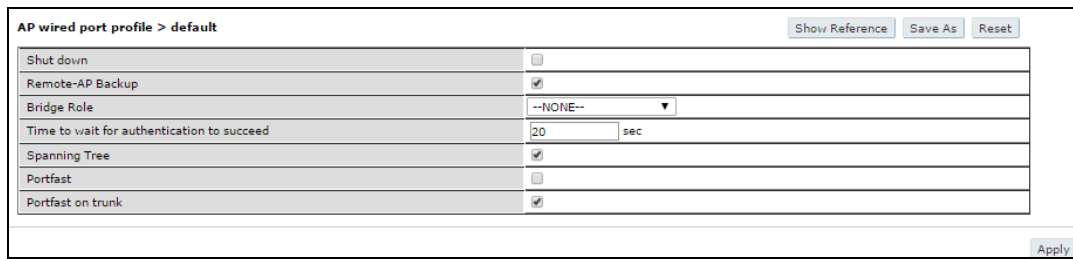 AP wired port profile > default
Show Reference Save As Reset
Shut down
Remote-AP Backup
Bridge Role --NONE--
Time to wait for authentication to succeed 20 sec
Spanning Tree
Portfast
Portfast on trunk
Apply